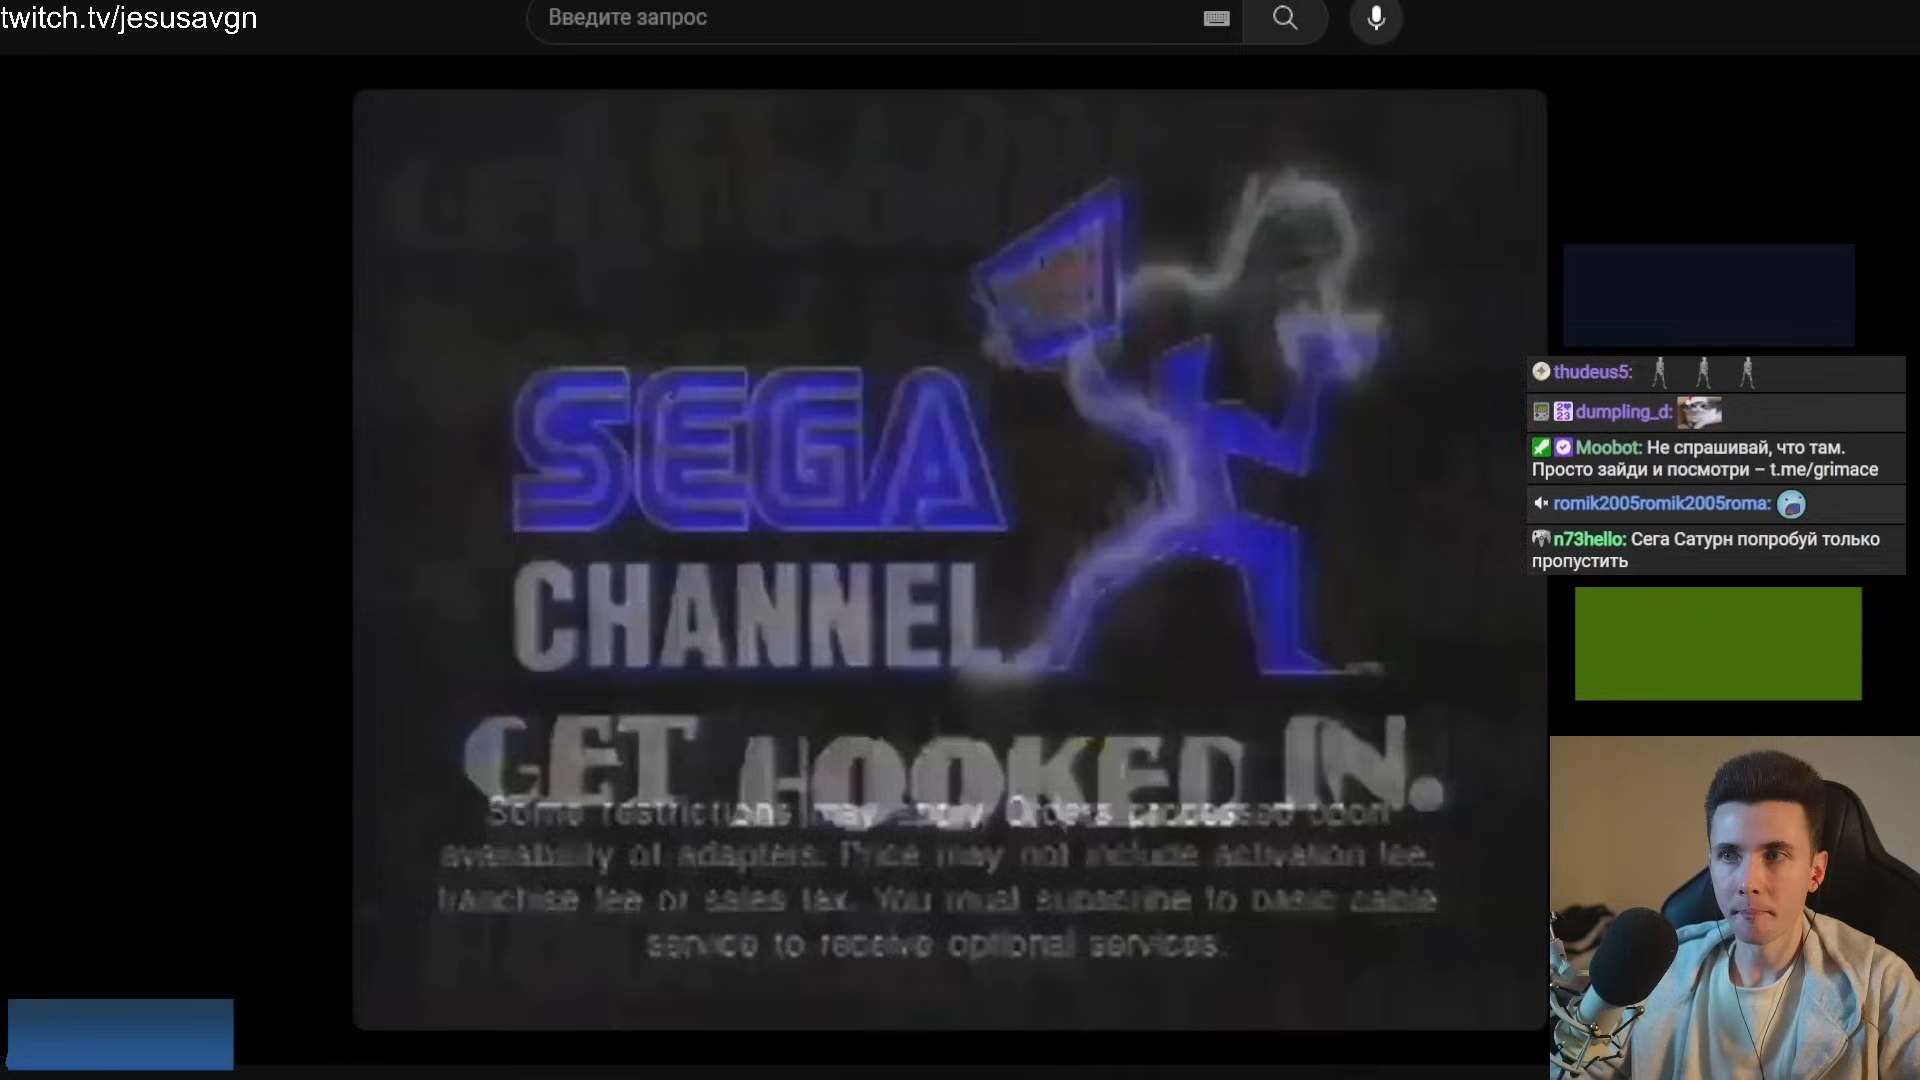 twitch.tv/jesusavgn
Введите запрос
SEGA
CHANNEL
GET HOOKED IN.
Some restrictions may apply. Orders processed upon
availability of adapters. Price may not include activation fee,
franchise fee or sales tax. You must subscribe to basic cable
service to receive optional services.
thudeus5:
dumpling_d:
Moobot: Не спрашивай, что там.
Просто зайди и посмотри – t.me/grimace
romik2005romik2005roma:
n73hello: Сега Сатурн попробуй только
пропустить